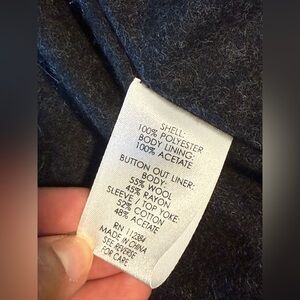 SHELL:
100% POLYESTER
BODY LINING:
100% ACETATE
BUTTON OUT LINER-
BODY:
55% WOOL
45% RAYON
SLEEVE & TOP YOKE:
52% COTTON
48% ACETATE
RN 112384
MADE IN CHINA
SEE REVERSE
FOR CARE